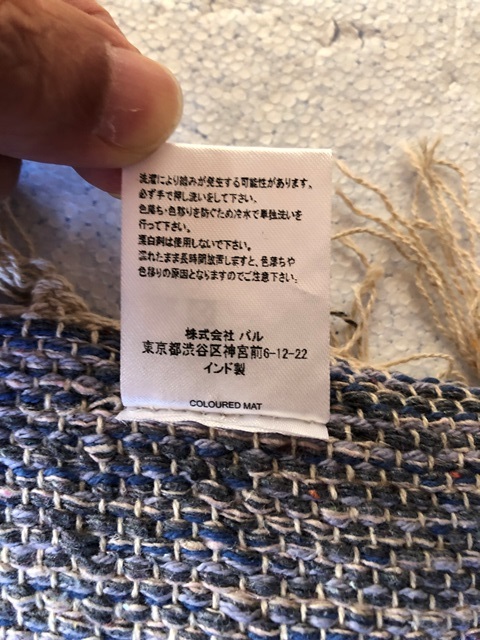 洗濯により縮みが発生する可能性があります。
必ず手で押し洗いをして下さい。
色落ち・色移りを防ぐため冷水で単独洗いを
行って下さい。
漂白剤は使用しないで下さい。
濡れたまま長時間放置しますと、色落ちや
色移りの原因となりますのでご注意下さい。
株式会社 パル
東京都渋谷区神宮前6-12-22
インド製
COLOURED MAT